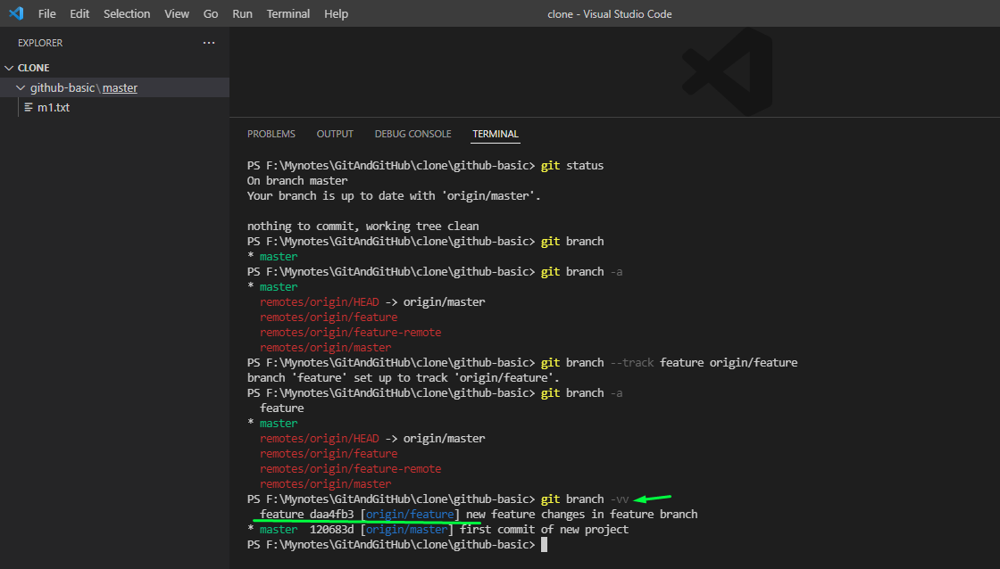 File Edit Selection View Go Run Terminal Help clone - Visual Studio Code
EXPLORER ···
CLONE
github-basic\master
m1.txt
PROBLEMS OUTPUT DEBUG CONSOLE TERMINAL
PS F:\Mynotes\GitAndGitHub\clone\github-basic> git status
On branch master
Your branch is up to date with 'origin/master'.
nothing to commit, working tree clean
PS F:\Mynotes\GitAndGitHub\clone\github-basic> git branch
* master
PS F:\Mynotes\GitAndGitHub\clone\github-basic> git branch -a
* master
remotes/origin/HEAD -> origin/master
remotes/origin/feature
remotes/origin/feature-remote
remotes/origin/master
PS F:\Mynotes\GitAndGitHub\clone\github-basic> git branch --track feature origin/feature
branch 'feature' set up to track 'origin/feature'.
PS F:\Mynotes\GitAndGitHub\clone\github-basic> git branch -a
feature
* master
remotes/origin/HEAD -> origin/master
remotes/origin/feature
remotes/origin/feature-remote
remotes/origin/master
PS F:\Mynotes\GitAndGitHub\clone\github-basic> git branch -vv
feature daa4fb3 [origin/feature] new feature changes in feature branch
* master 120683d [origin/master] first commit of new project
PS F:\Mynotes\GitAndGitHub\clone\github-basic>